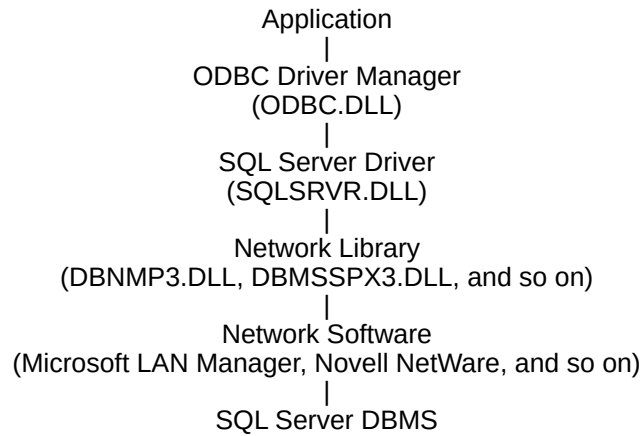 Application
|
ODBC Driver Manager
(ODBC.DLL)
|
SQL Server Driver
(SQLSRVR.DLL)
|
Network Library
(DBNMP3.DLL, DBMSSPX3.DLL, and so on)
|
Network Software
(Microsoft LAN Manager, Novell NetWare, and so on)
|
SQL Server DBMS